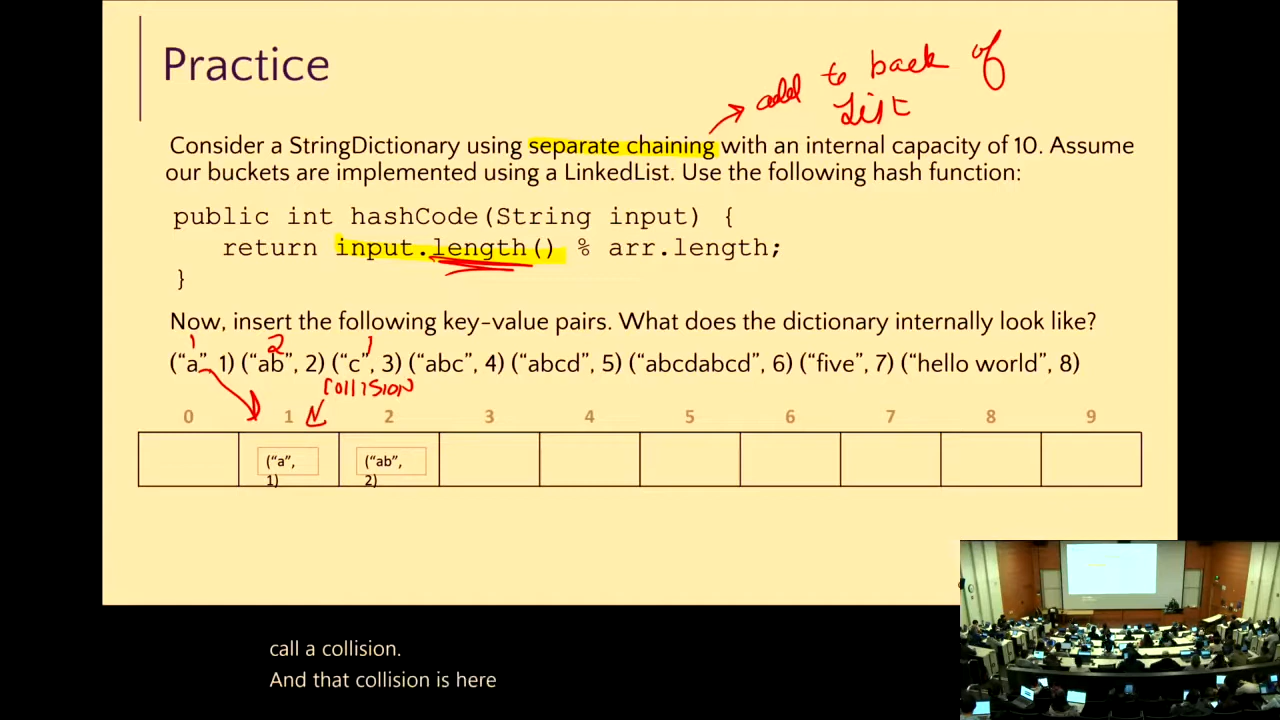 Practice
add to back of
List
Consider a StringDictionary using separate chaining with an internal capacity of 10. Assume
our buckets are implemented using a LinkedList. Use the following hash function:
public int hashCode(String input) {
return input.length() % arr.length;
}
Now, insert the following key-value pairs. What does the dictionary internally look like?
1 2 1
(“a”, 1) (“ab”, 2) (“c”, 3) (“abc”, 4) (“abcd”, 5) (“abcdabcd”, 6) (“five”, 7) (“hello world”, 8)
COLLISION
0 1 2 3 4 5 6 7 8 9
(“a”, (“ab”,
1) 2)
call a collision.
And that collision is here